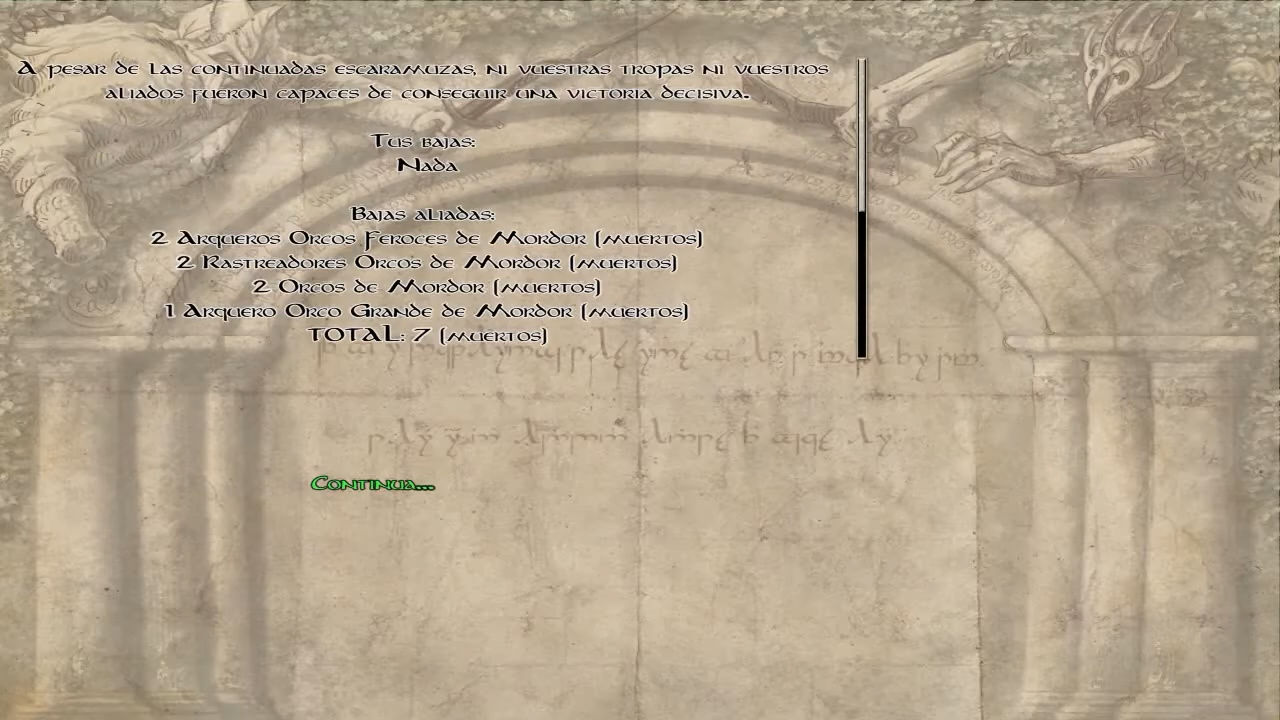 A pesar de las continuadas escaramuzas, ni vuestras tropas ni vuestros
aliados fueron capaces de conseguir una victoria decisiva.
Tus bajas:
Nada
Bajas aliadas:
2 Arqueros Orcos Feroces de Mordor (muertos)
2 Rastreadores Orcos de Mordor (muertos)
2 Orcos de Mordor (muertos)
1 Arquero Orco Grande de Mordor (muertos)
TOTAL: 7 (muertos)
Continua...